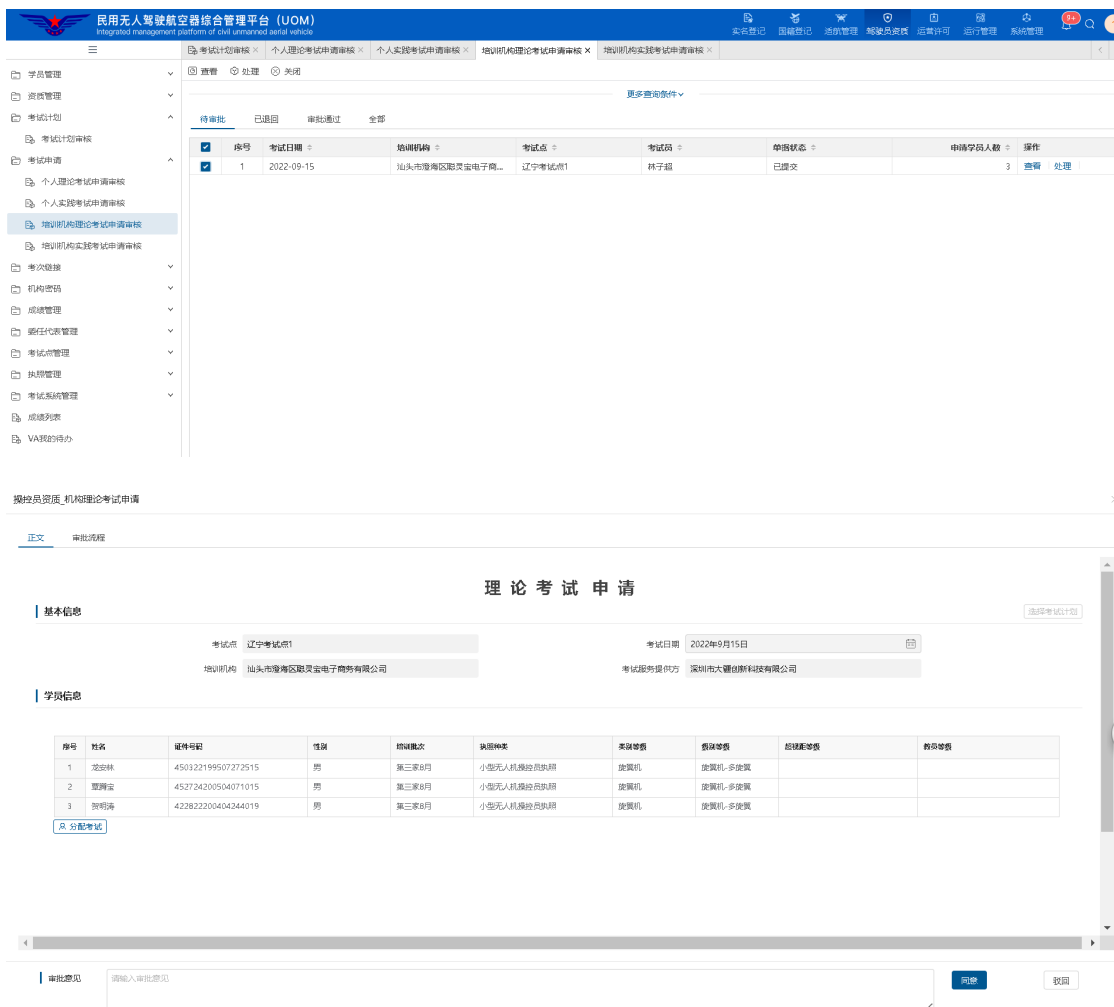 民用无人驾驶航空器综合管理平台（UOM）
Integrated management platform of civil unmanned aerial vehicle
实名登记 国籍登记 适航管理 驾驶员资质 运营许可 运行管理 系统管理 9+
考试计划审核 × 个人理论考试申请审核 × 个人实践考试申请审核 × 培训机构理论考试申请审核 × 培训机构实践考试申请审核 ×
学员管理
资质管理
考试计划
考试计划审核
考试申请
个人理论考试申请审核
个人实践考试申请审核
培训机构理论考试申请审核
培训机构实践考试申请审核
考次链接
机构密码
成绩管理
委任代表管理
考试点管理
执照管理
考试系统管理
成绩列表
VA我的待办
查看 处理 关闭
更多查询条件
待审批 已退回 审批通过 全部
序号 考试日期 培训机构 考试点 考试员 单据状态 申请学员人数 操作
1 2022-09-15 汕头市澄海区聪灵宝电子商... 辽宁考试点1 林子超 已提交 3 查看 处理
操控员资质_机构理论考试申请
正文 审批流程
理论考试申请
基本信息 选择考试计划
考试点 辽宁考试点1 考试日期 2022年9月15日
培训机构 汕头市澄海区聪灵宝电子商务有限公司 考试服务提供方 深圳市大疆创新科技有限公司
学员信息
序号 姓名 证件号码 性别 培训批次 执照种类 类别等级 级别等级 超视距等级 教员等级
1 龙安林 450322199507272515 男 第三家8月 小型无人机操控员执照 旋翼机 旋翼机-多旋翼
2 覃腾宝 452724200504071015 男 第三家8月 小型无人机操控员执照 旋翼机 旋翼机-多旋翼
3 贺明涛 422822200404244019 男 第三家8月 小型无人机操控员执照 旋翼机 旋翼机-多旋翼
分配考试
审批意见 请输入审批意见 同意 驳回